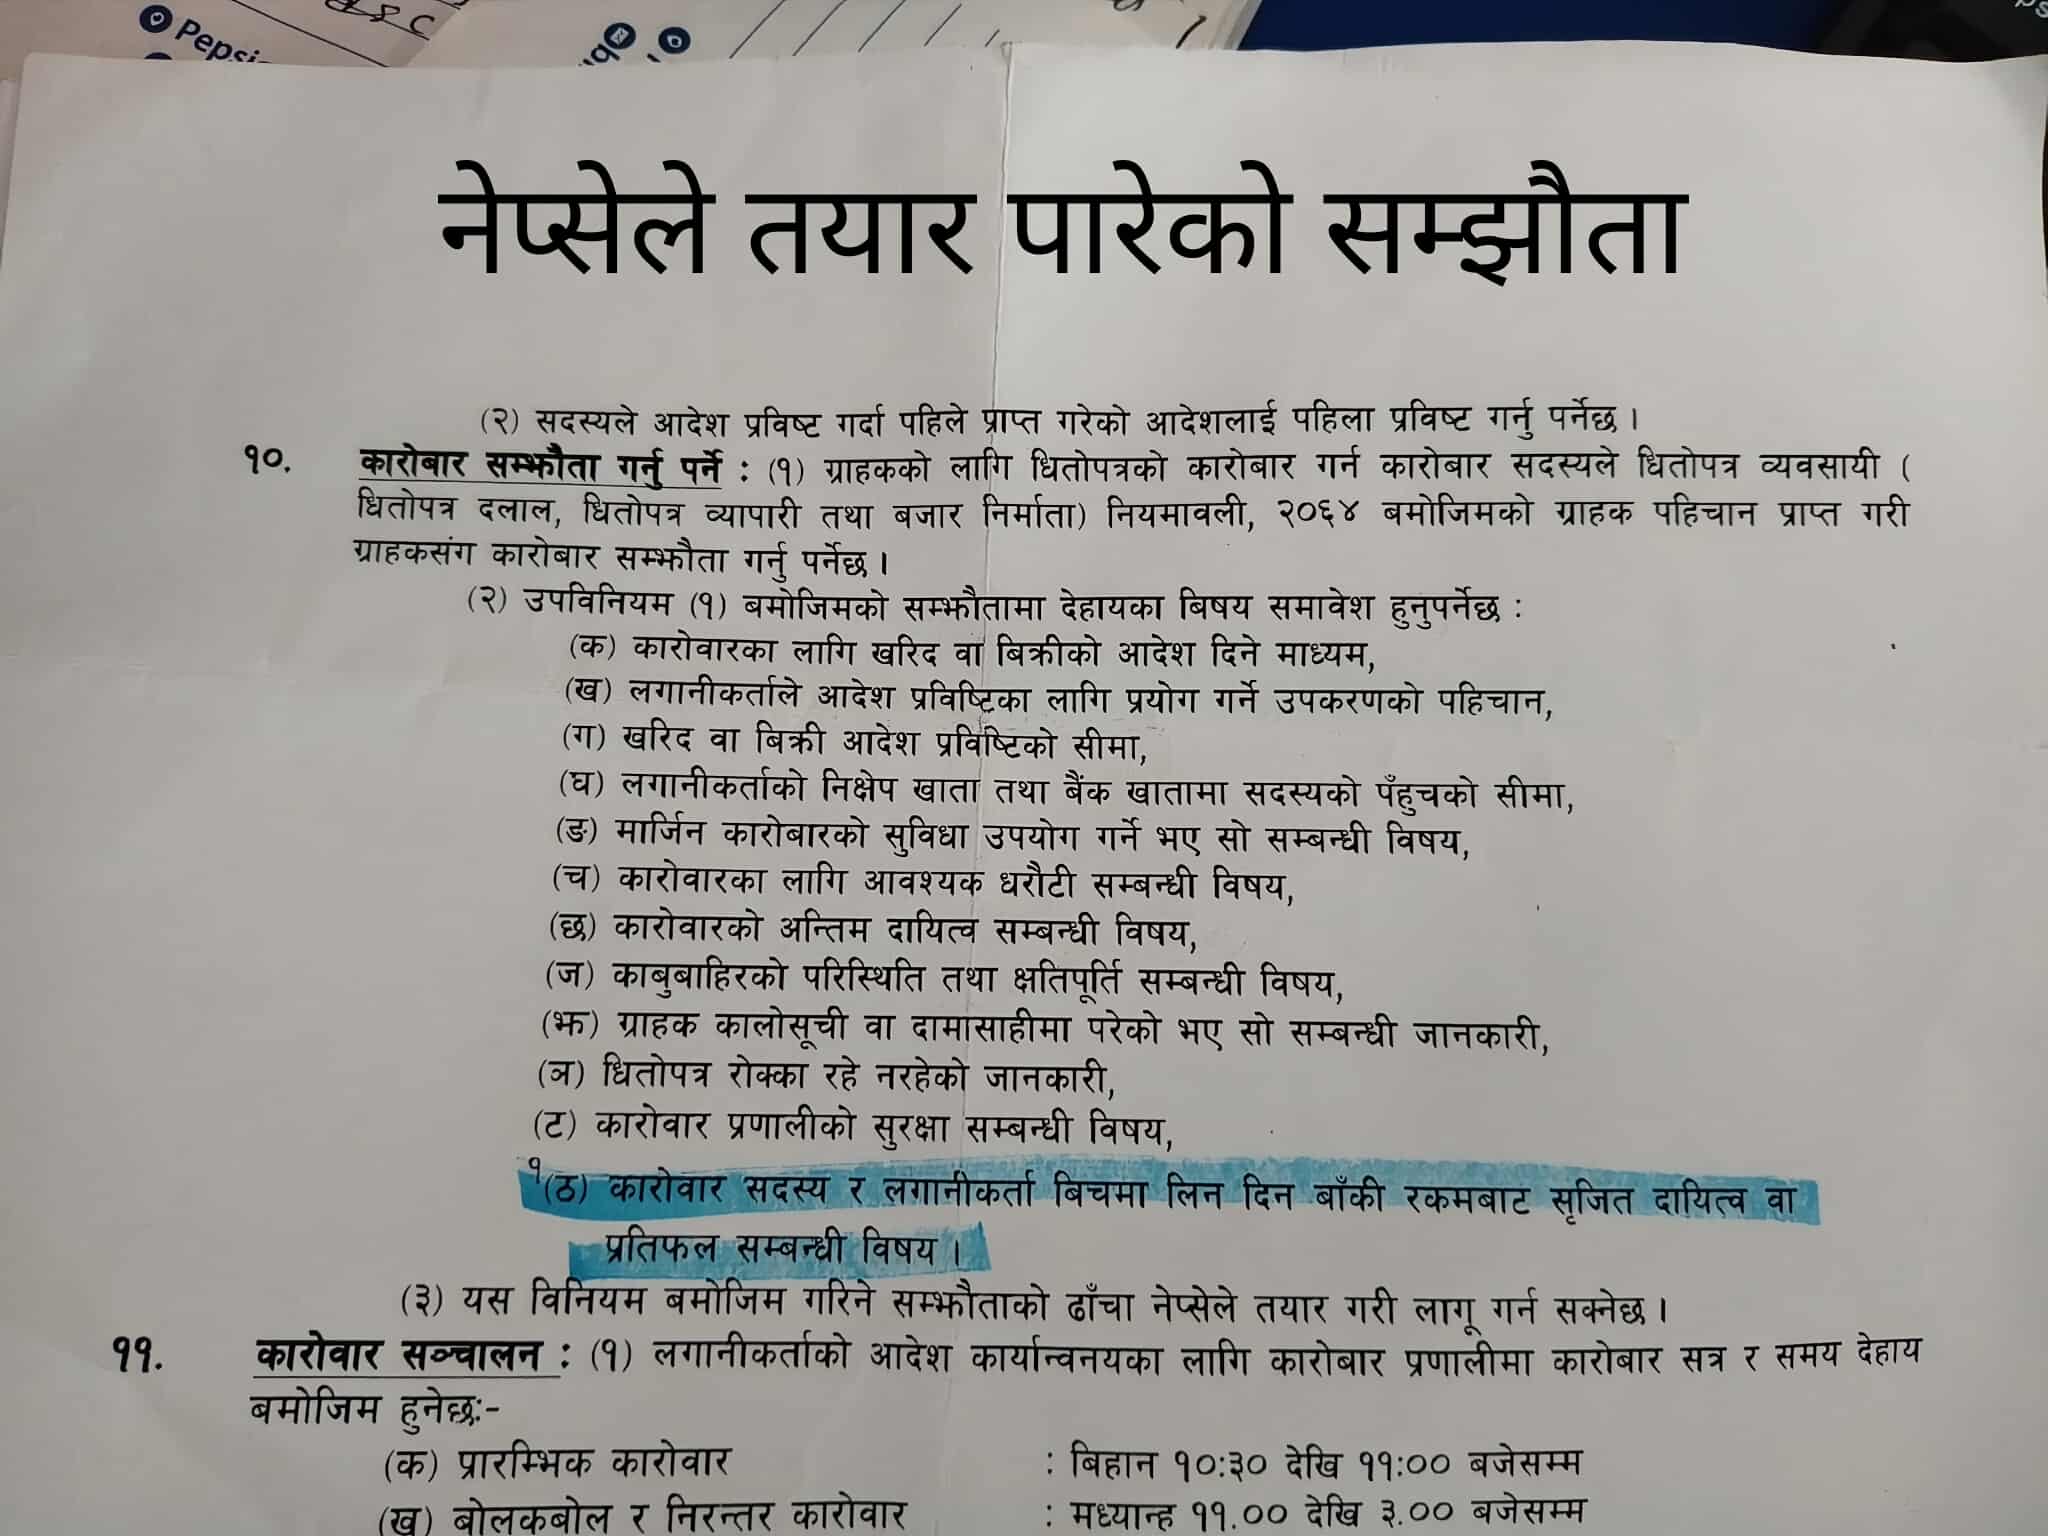 Pepsi
नेप्सेले तयार पारेको सम्झौता
(२) सदस्यले आदेश प्रविष्ट गर्दा पहिले प्राप्त गरेको आदेशलाई पहिला प्रविष्ट गर्नु पर्नेछ ।
१०. कारोबार सम्झौता गर्नु पर्ने : (१) ग्राहकको लागि धितोपत्रको कारोबार गर्न कारोबार सदस्यले धितोपत्र व्यवसायी (
धितोपत्र दलाल, धितोपत्र व्यापारी तथा बजार निर्माता) नियमावली, २०६४ बमोजिमको ग्राहक पहिचान प्राप्त गरी
ग्राहकसंग कारोबार सम्झौता गर्नु पर्नेछ ।
(२) उपविनियम (१) बमोजिमको सम्झौतामा देहायका बिषय समावेश हुनुपर्नेछ :
(क) कारोवारका लागि खरिद वा बिक्रीको आदेश दिने माध्यम,
(ख) लगानीकर्ताले आदेश प्रविष्टिका लागि प्रयोग गर्ने उपकरणको पहिचान,
(ग) खरिद वा बिक्री आदेश प्रविष्टिको सीमा,
(घ) लगानीकर्ताको निक्षेप खाता तथा बैंक खातामा सदस्यको पँहुचको सीमा,
(ङ) मार्जिन कारोबारको सुविधा उपयोग गर्ने भए सो सम्बन्धी विषय,
(च) कारोवारका लागि आवश्यक धरौटी सम्बन्धी विषय,
(छ) कारोवारको अन्तिम दायित्व सम्बन्धी विषय,
(ज) काबुबाहिरको परिस्थिति तथा क्षतिपूर्ति सम्बन्धी विषय,
(झ) ग्राहक कालोसूची वा दामासाहीमा परेको भए सो सम्बन्धी जानकारी,
(ञ) धितोपत्र रोक्का रहे नरहेको जानकारी,
(ट) कारोवार प्रणालीको सुरक्षा सम्बन्धी विषय,
१(ठ) कारोवार सदस्य र लगानीकर्ता बिचमा लिन दिन बाँकी रकमबाट सृजित दायित्व वा
प्रतिफल सम्बन्धी विषय ।
(३) यस विनियम बमोजिम गरिने सम्झौताको ढाँचा नेप्सेले तयार गरी लागू गर्न सक्नेछ ।
११. कारोवार सञ्चालन : (१) लगानीकर्ताको आदेश कार्यान्वनयका लागि कारोबार प्रणालीमा कारोबार सत्र र समय देहाय
बमोजिम हुनेछः-
(क) प्रारम्भिक कारोवार : बिहान १०:३० देखि ११:०० बजेसम्म
(ख) बोलकबोल र निरन्तर कारोवार : मध्यान्ह ११.०० देखि ३.०० बजेसम्म